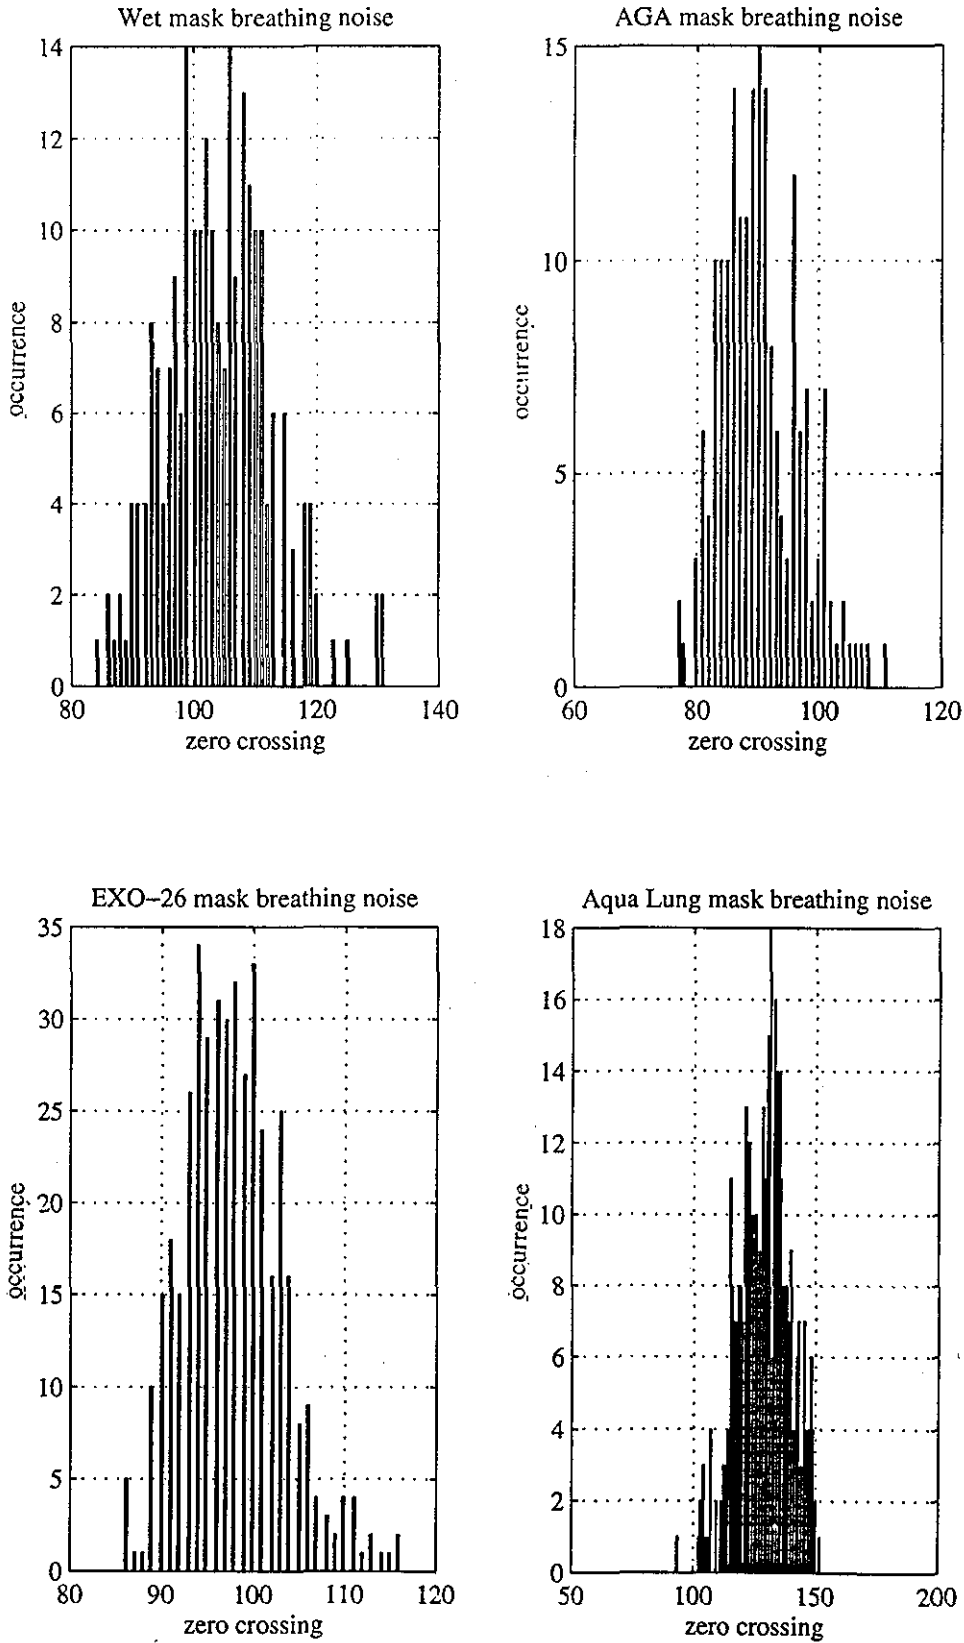 Wet mask breathing noise
14
12
10
8
6
4
2
0
occurrence
80 100 120 140
zero crossing
AGA mask breathing noise
15
10
5
0
occurrence
60 80 100 120
zero crossing
EXO–26 mask breathing noise
35
30
25
20
15
10
5
0
occurrence
80 90 100 110 120
zero crossing
Aqua Lung mask breathing noise
18
16
14
12
10
8
6
4
2
0
occurrence
50 100 150 200
zero crossing